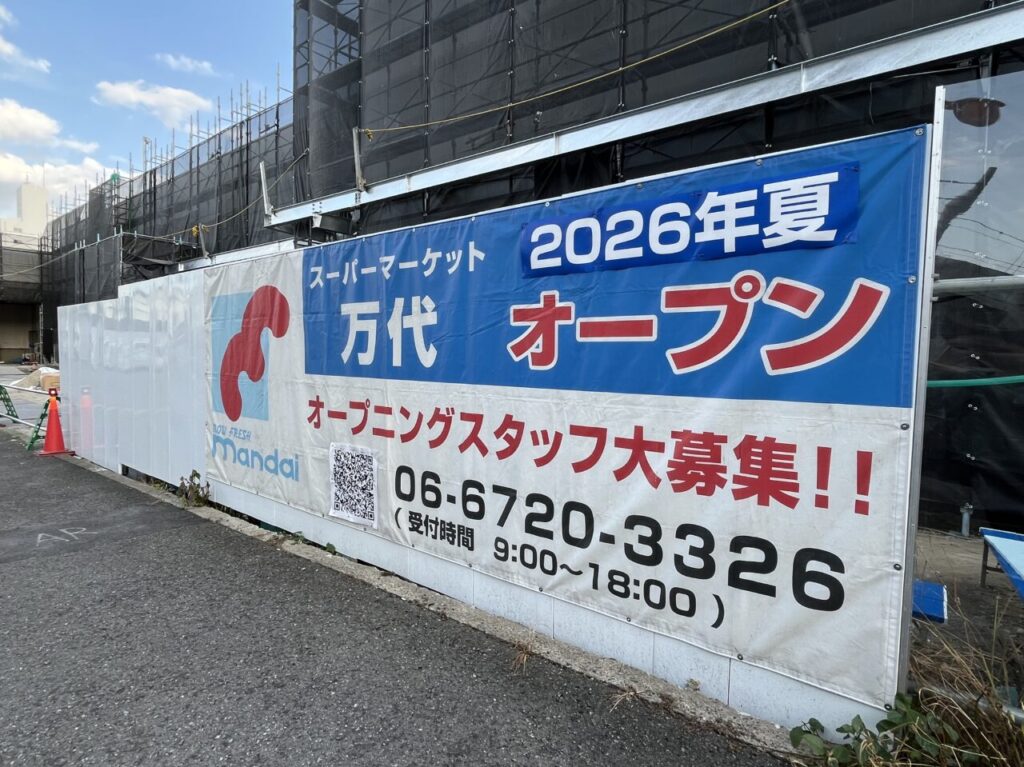 スーパーマーケット
万代
2026年夏
オープン
NOW FRESH
mandai
オープニングスタッフ大募集!!
06-6720-3326
(受付時間 9:00～18:00)